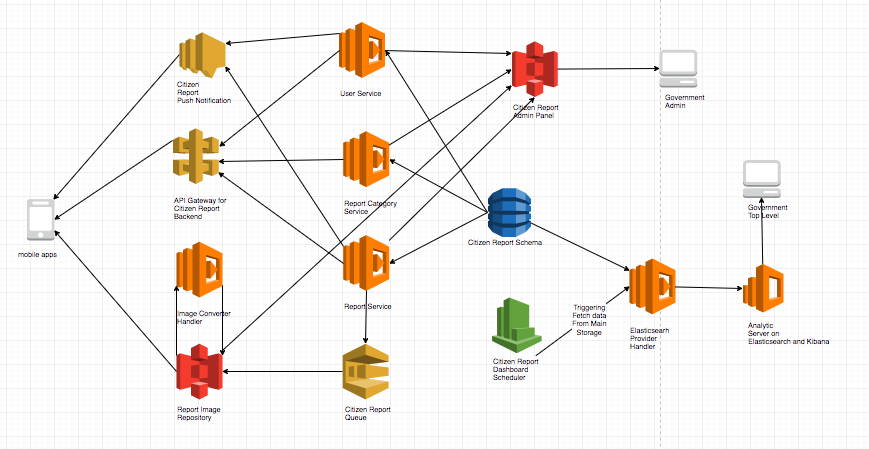 Citizen
Report
Push Notification
User Service
Citizen Report
Admin Panel
Government
Admin
API Gateway for
Citizen Report
Backend
Report Category
Service
Government
Top Level
mobile apps
Citizen Report Schema
Image Converter
Handler
Report Service
Triggering
Fetch data
From Main
Storage
Elasticsearh
Provider
Handler
Analytic
Server on
Elasticsearch and Kibana
Citizen Report
Dashboard
Scheduler
Report Image
Repository
Citizen Report
Queue